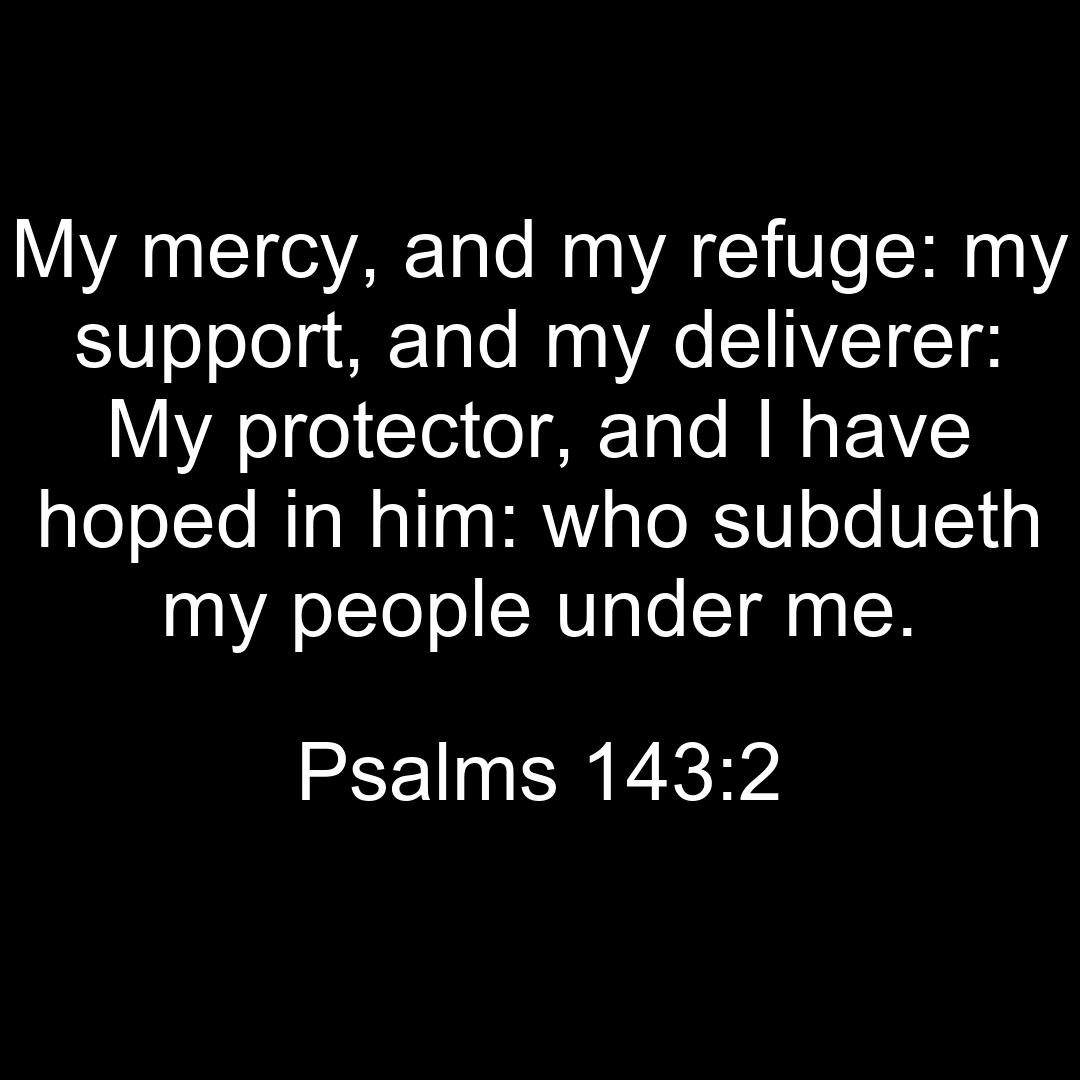 My mercy, and my refuge: my
support, and my deliverer:
My protector, and I have
hoped in him: who subdueth
my people under me.
Psalms 143:2